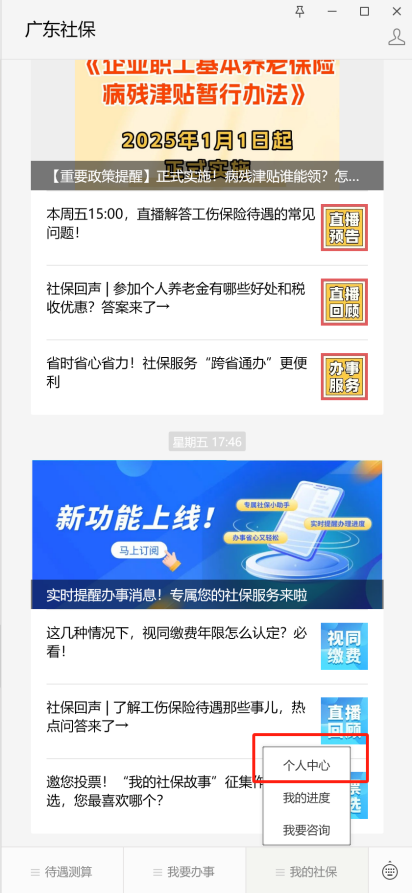 广东社保
《企业职工基本养老保险
病残津贴暂行办法》
2025年1月1日起
正式实施
【重要政策提醒】正式实施！病残津贴谁能领？怎...
本周五15:00，直播解答工伤保险待遇的常见
问题！
直播
预告
社保回声 | 参加个人养老金有哪些好处和税
收优惠？答案来了→
直播
回顾
省时省心省力！社保服务“跨省通办”更便
利
办事
服务
星期五 17:46
新功能上线！
马上订阅
专属社保小助手
实时提醒办理进度
办事省心又轻松
实时提醒办事消息！专属您的社保服务来啦
这几种情况下，视同缴费年限怎么认定？必
看！
视同
缴费
社保回声 | 了解工伤保险待遇那些事儿，热
点问答来了→
直播
回顾
邀您投票！“我的社保故事”征集作
选，您最喜欢哪个？
票
选
个人中心
我的进度
我要咨询
待遇测算
我要办事
我的社保